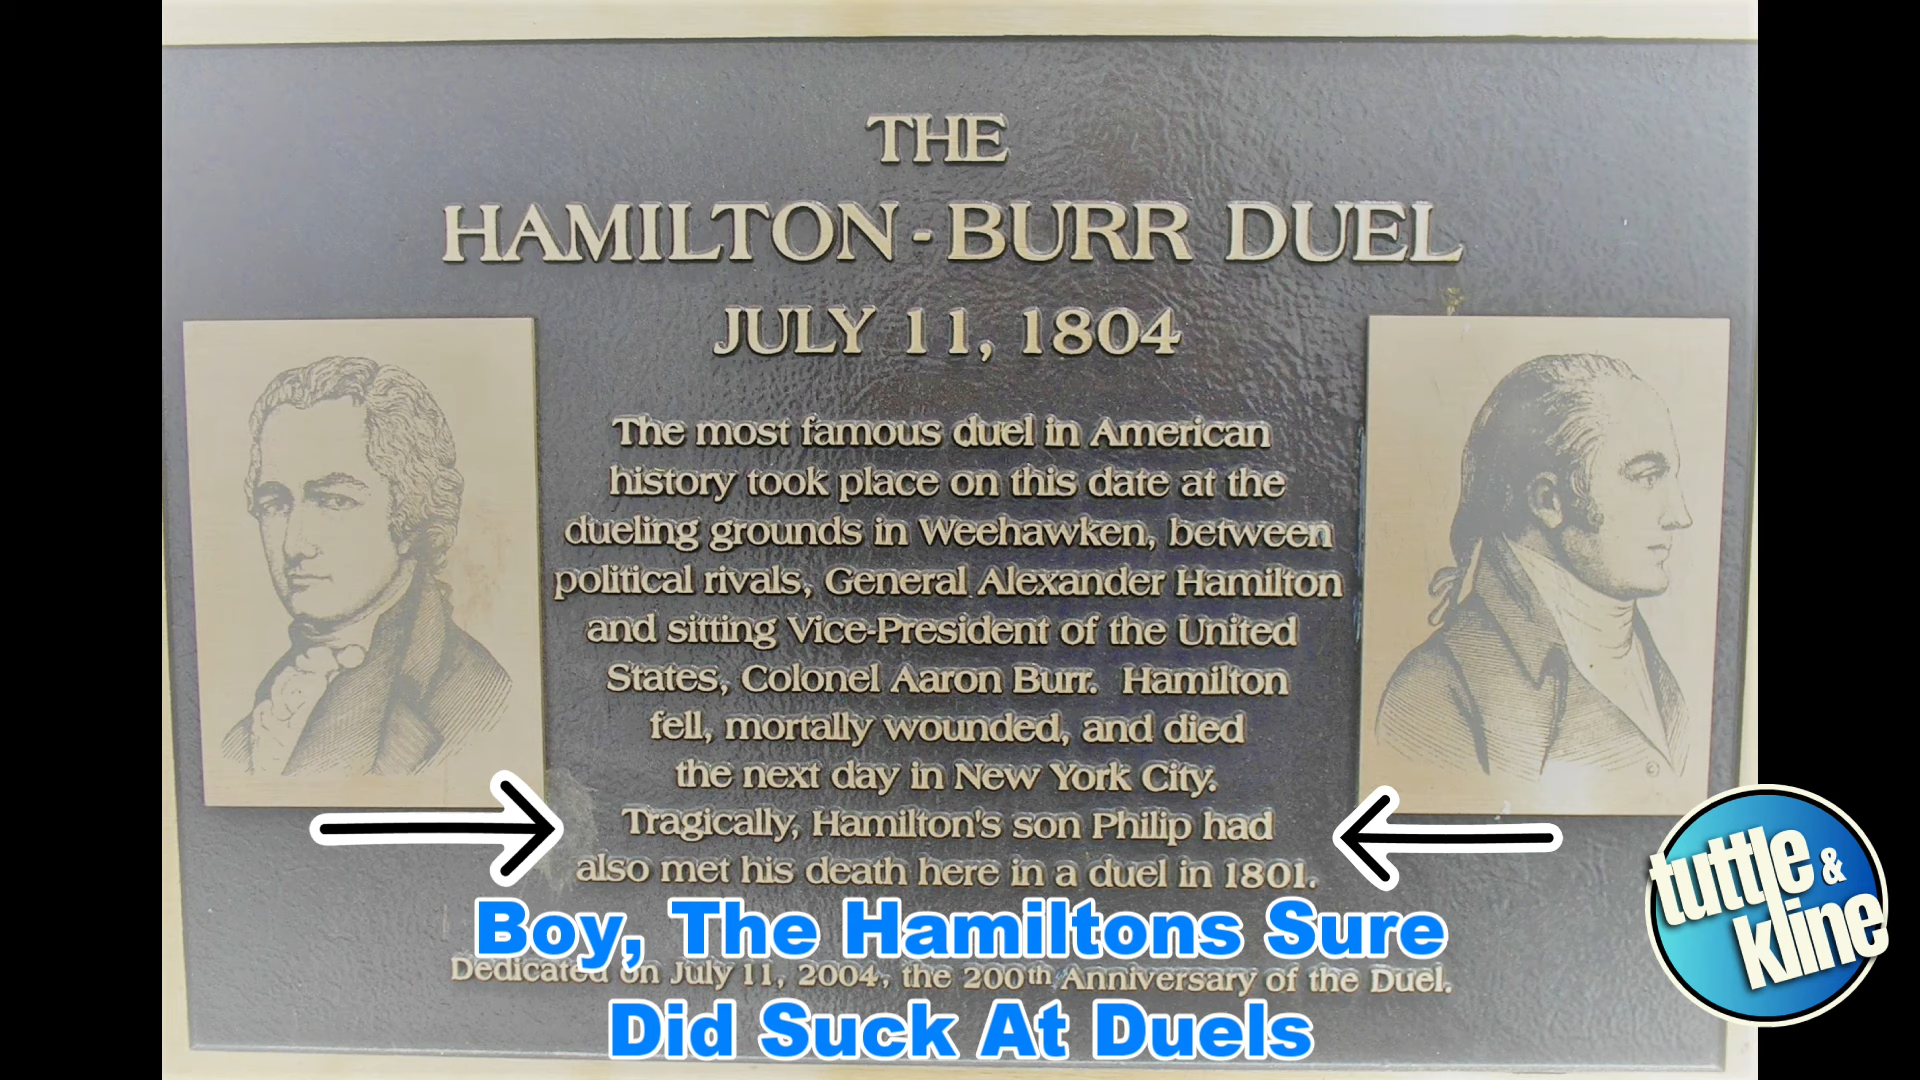 THE
HAMILTON - BURR DUEL
JULY 11, 1804
The most famous duel in American
history took place on this date at the
dueling grounds in Weehawken, between
political rivals, General Alexander Hamilton
and sitting Vice-President of the United
States, Colonel Aaron Burr. Hamilton
fell, mortally wounded, and died
the next day in New York City.
Tragically, Hamilton's son Philip had
also met his death here in a duel in 1801.
Boy, The Hamiltons Sure
Dedicated on July 11, 2004, the 200th Anniversary of the Duel.
Did Suck At Duels
tuttle &
kline